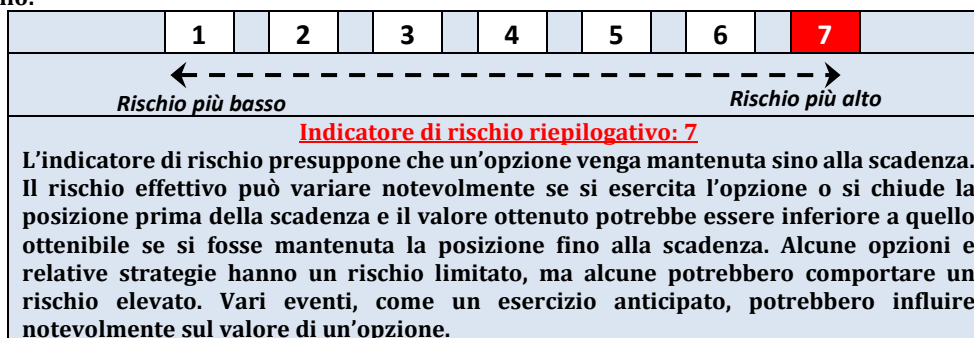 no:
1 2 3 4 5 6 7
Rischio più basso Rischio più alto
Indicatore di rischio riepilogativo: 7
L’indicatore di rischio presuppone che un’opzione venga mantenuta sino alla scadenza.
Il rischio effettivo può variare notevolmente se si esercita l’opzione o si chiude la
posizione prima della scadenza e il valore ottenuto potrebbe essere inferiore a quello
ottenibile se si fosse mantenuta la posizione fino alla scadenza. Alcune opzioni e
relative strategie hanno un rischio limitato, ma alcune potrebbero comportare un
rischio elevato. Vari eventi, come un esercizio anticipato, potrebbero influire
notevolmente sul valore di un’opzione.